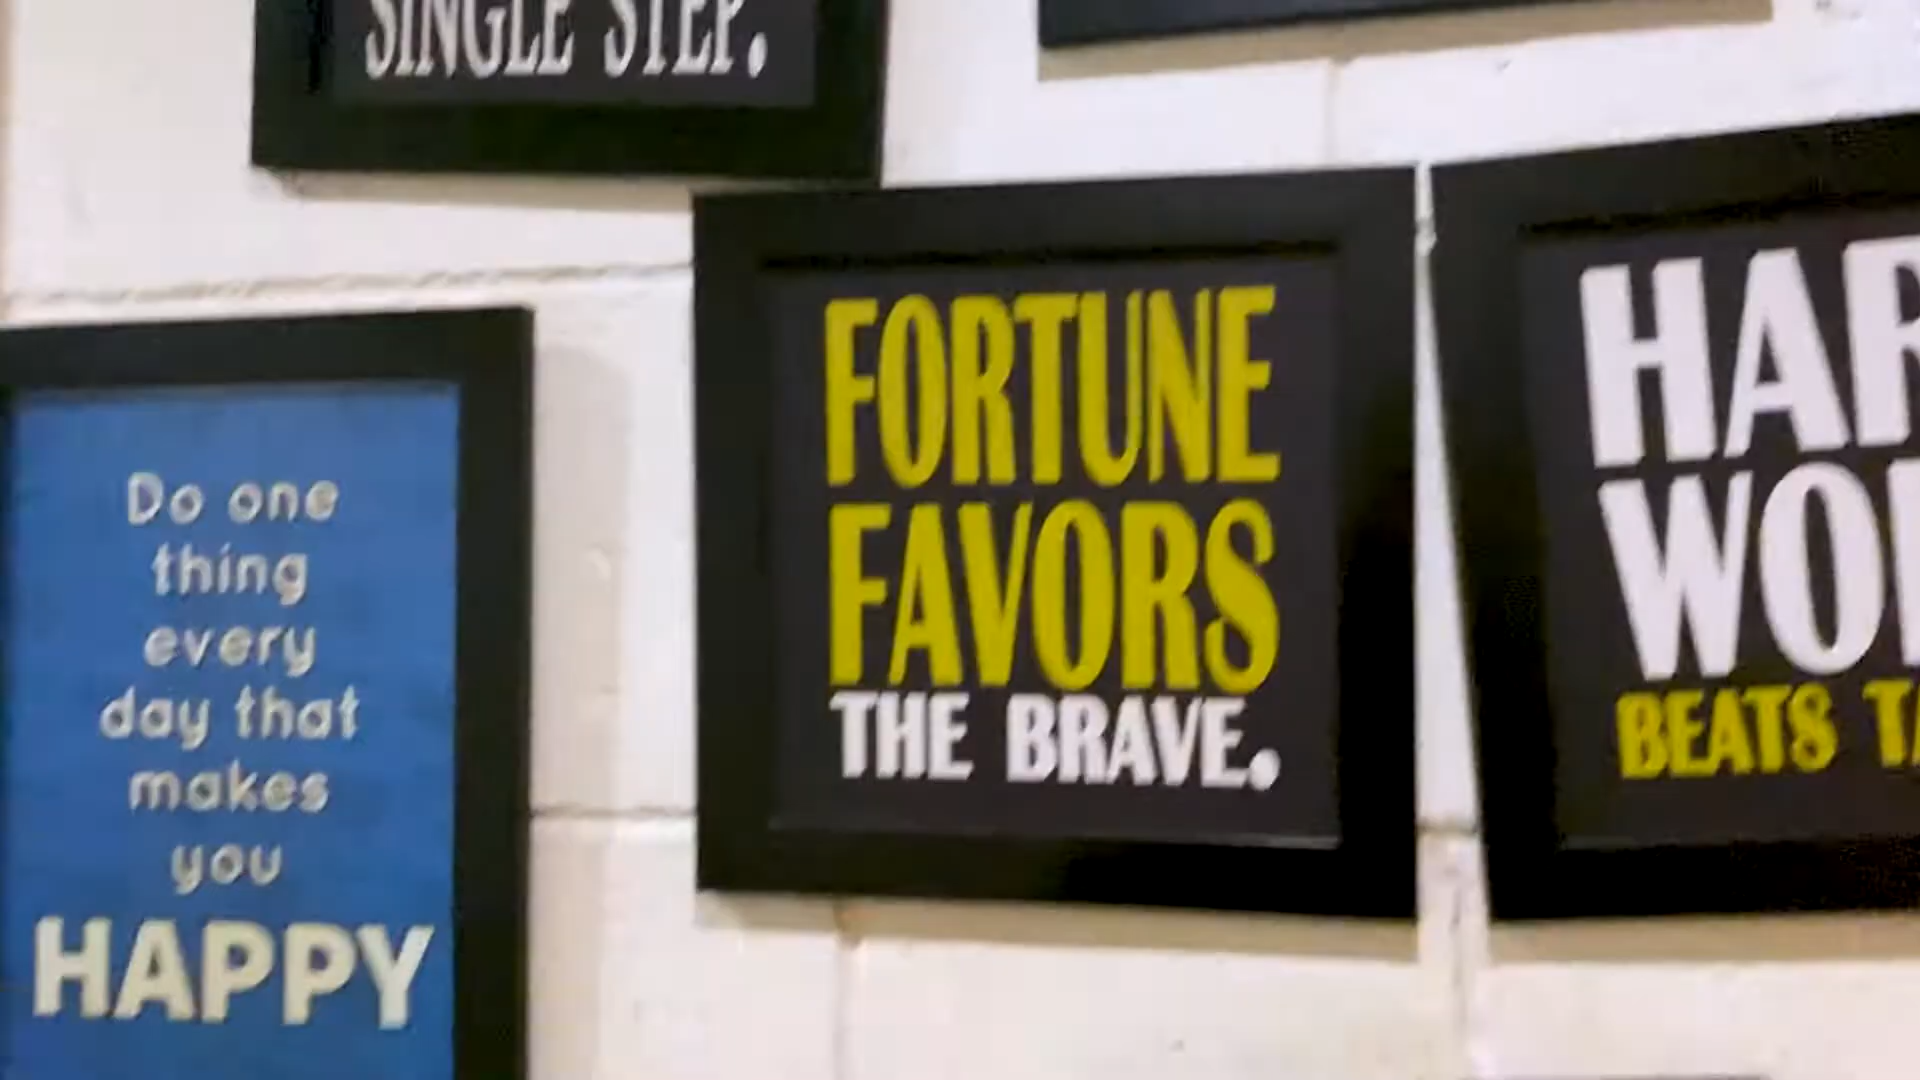 SINGLE STEP.
Do one
thing
every
day that
makes
you
HAPPY
FORTUNE
FAVORS
THE BRAVE.
BEATS